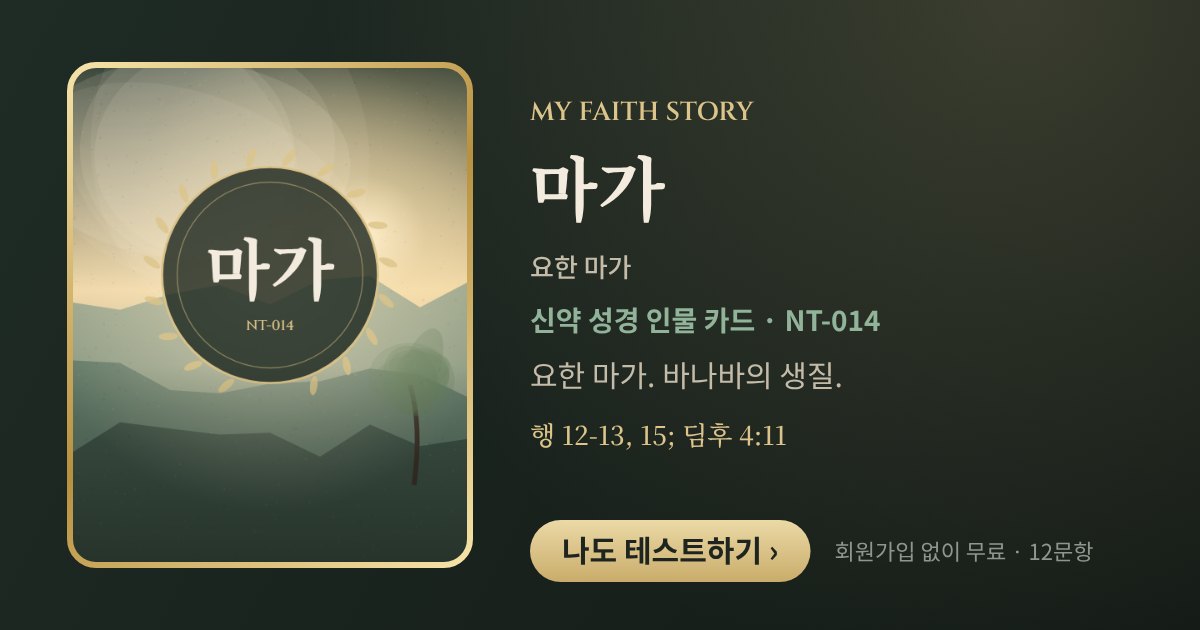 마가
NT-014
MY FAITH STORY
마가
요한 마가
신약 성경 인물 카드 · NT-014
요한 마가. 바나바의 생질.
행 12-13, 15; 딤후 4:11
나도 테스트하기 ›
회원가입 없이 무료 · 12문항